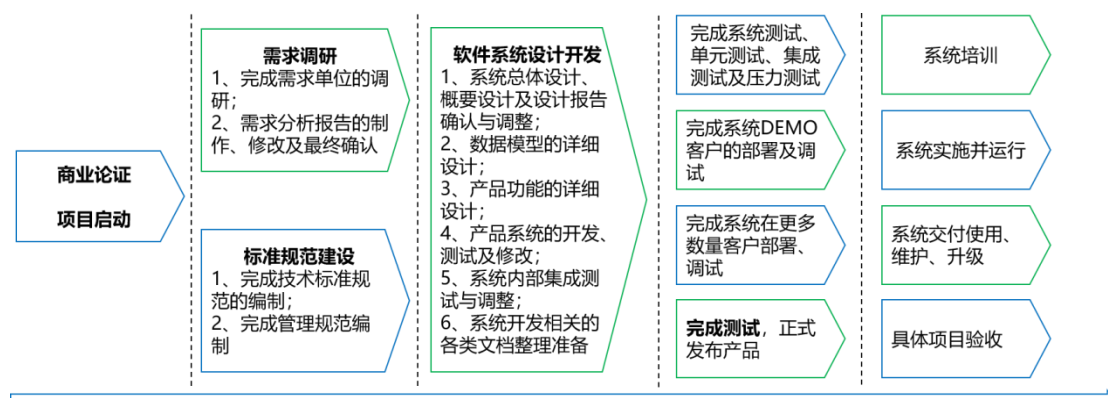 商业论证
项目启动
需求调研
1、完成需求单位的调
研；
2、需求分析报告的制
作、修改及最终确认
标准规范建设
1、完成技术标准规
范的编制；
2、完成管理规范编
制
软件系统设计开发
1、系统总体设计、
概要设计及设计报告
确认与调整；
2、数据模型的详细
设计；
3、产品功能的详细
设计；
4、产品系统的开发、
测试及修改；
5、系统内部集成测
试与调整；
6、系统开发相关的
各类文档整理准备
完成系统测试、
单元测试、集成
测试及压力测试
完成系统DEMO
客户的部署及调
试
完成系统在更多
数量客户部署、
调试
完成测试，正式
发布产品
系统培训
系统实施并运行
系统交付使用、
维护、升级
具体项目验收